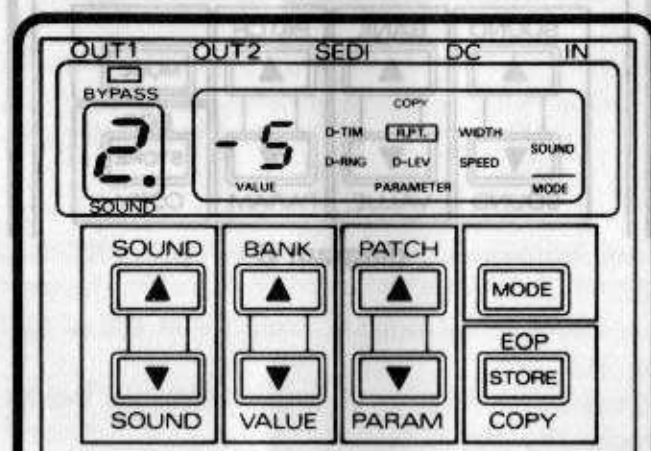 OUT1 OUT2 SEDI DC IN
BYPASS
2.
SOUND
-5
VALUE
COPY
D-TIM R.PT. WIDTH
D-RNG D-LEV SPEED
PARAMETER
SOUND
MODE
SOUND BANK PATCH
MODE
EOP
STORE
SOUND VALUE PARAM COPY